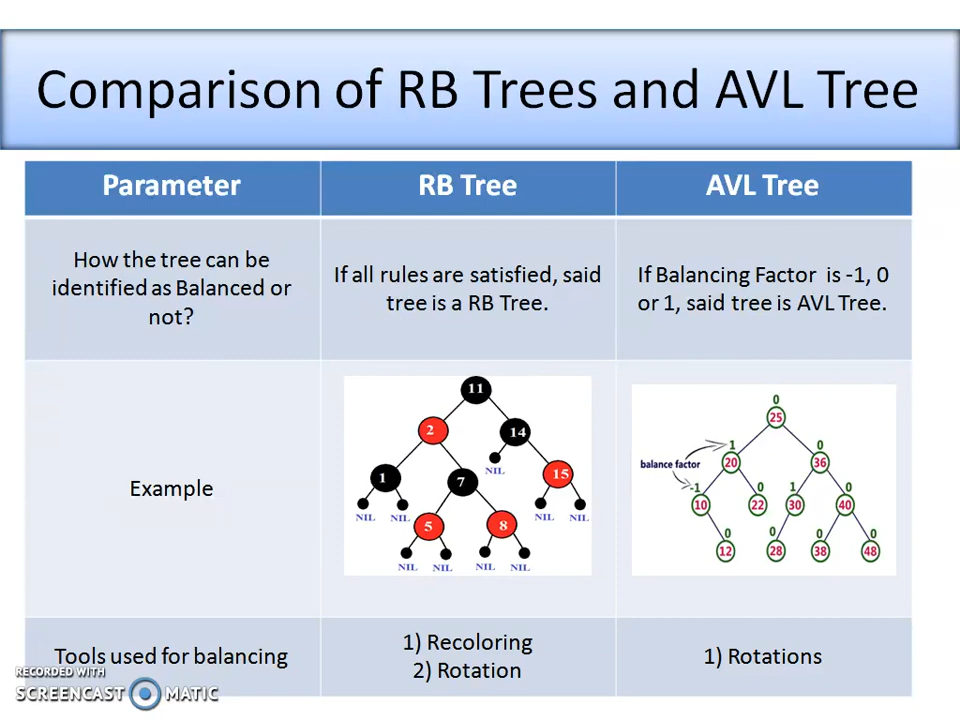 Comparison of RB Trees and AVL Tree
Parameter
RB Tree
AVL Tree
How the tree can be
identified as Balanced or
not?
If all rules are satisfied, said
tree is a RB Tree.
If Balancing Factor is -1, 0
or 1, said tree is AVL Tree.
Example
11
2
14
NIL
1
7
15
NIL NIL
NIL NIL
5
8
NIL NIL NIL NIL
0
25
1 0
balance factor
20 36
-1 0 1 0
10 22 30 40
0 0 0 0
12 28 38 48
Tools used for balancing
1) Recoloring
2) Rotation
1) Rotations
RECORDED WITH
SCREENCAST MATIC